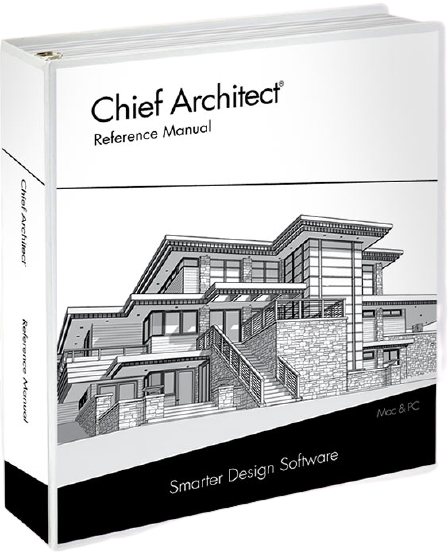 Chief Architect®
Reference Manual
Chief Architect®
Reference Manual
Mac & PC
Smarter Design Software